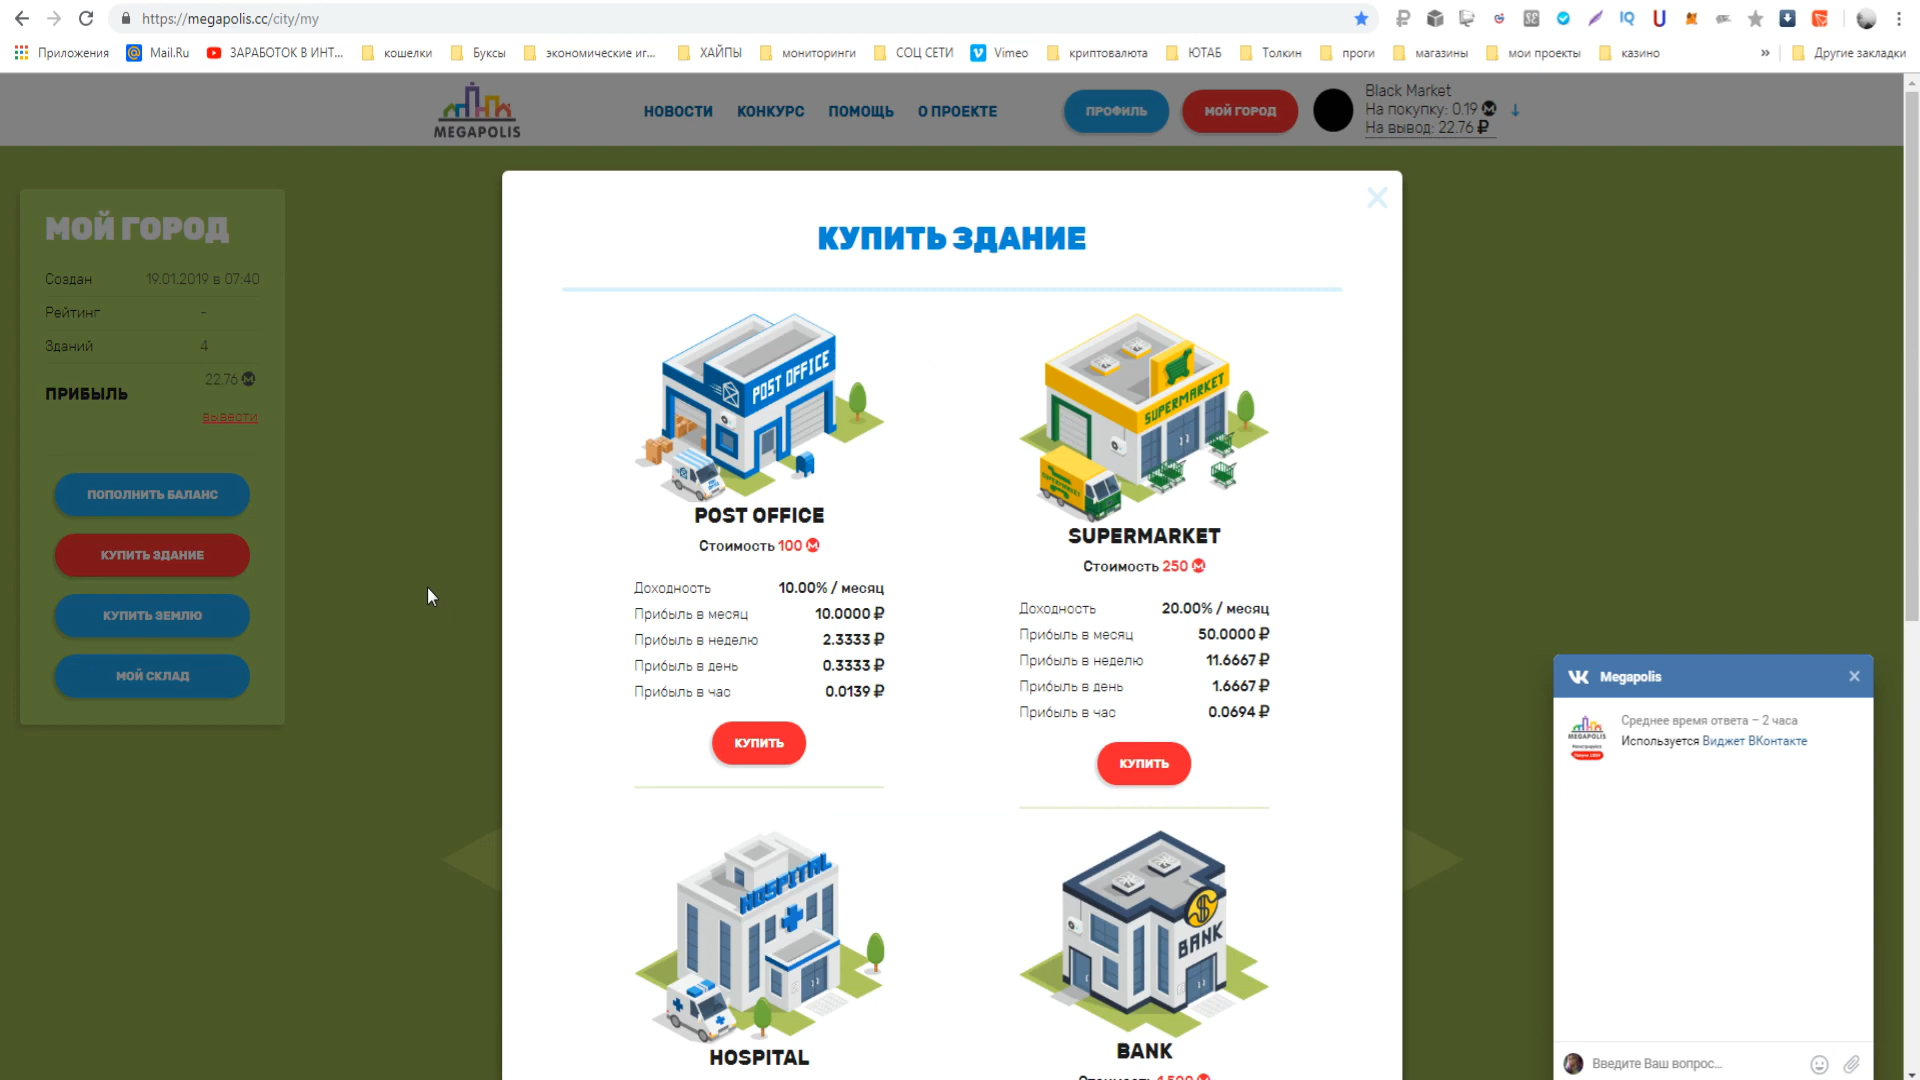 https://megapolis.cc/city/my
Приложения
Mail.Ru
ЗАРАБОТОК В ИНТ...
кошелки
Буксы
экономические иг...
ХАЙПЫ
мониторинги
СОЦ СЕТИ
Vimeo
криптовалюта
ЮТАБ
Толкин
проги
магазины
мои проекты
казино
»
Другие закладки
MEGAPOLIS
НОВОСТИ
КОНКУРС
ПОМОЩЬ
О ПРОЕКТЕ
ПРОФИЛЬ
МОЙ ГОРОД
Black Market
На покупку: 0.19
На вывод: 22.76 ₽
МОЙ ГОРОД
Создан 19.01.2019 в 07:40
Рейтинг -
Зданий 4
ПРИБЫЛЬ 22.76
вывести
ПОПОЛНИТЬ БАЛАНС
КУПИТЬ ЗДАНИЕ
КУПИТЬ ЗЕМЛЮ
МОЙ СКЛАД
КУПИТЬ ЗДАНИЕ
POST OFFICE
POST OFFICE
Стоимость 100
Доходность 10.00% / месяц
Прибыль в месяц 10.0000 ₽
Прибыль в неделю 2.3333 ₽
Прибыль в день 0.3333 ₽
Прибыль в час 0.0139 ₽
КУПИТЬ
SUPERMARKET
SUPERMARKET
Стоимость 250
Доходность 20.00% / месяц
Прибыль в месяц 50.0000 ₽
Прибыль в неделю 11.6667 ₽
Прибыль в день 1.6667 ₽
Прибыль в час 0.0694 ₽
КУПИТЬ
HOSPITAL
HOSPITAL
BANK
BANK
Стоимость 1500
Megapolis
MEGAPOLIS
Среднее время ответа – 2 часа
Используется Виджет ВКонтакте
Введите Ваш вопрос...